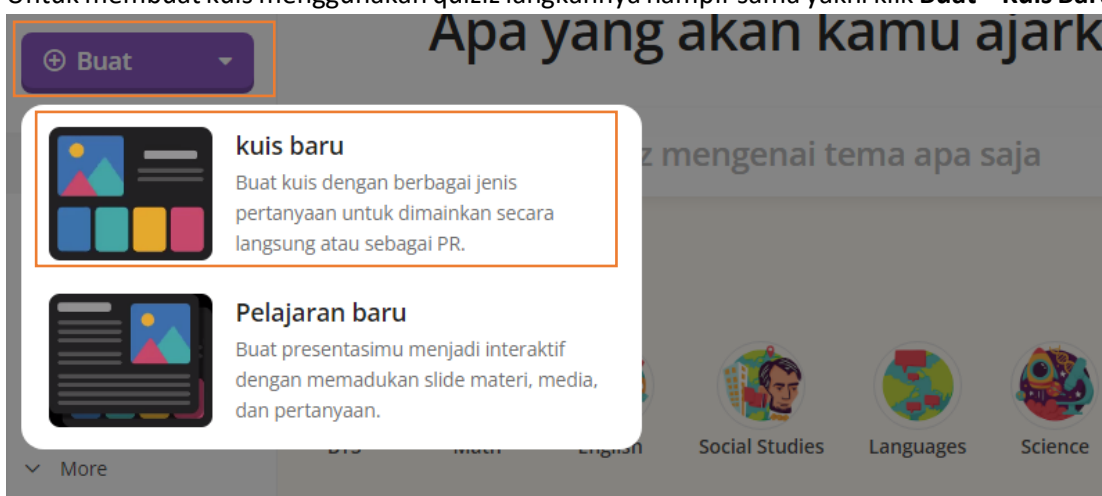 Untuk membuat kuis menggunakan quiziz langkahnya hampir sama yakni klik Buat – Kuis Baru
Apa yang akan kamu ajark
Buat
kuis baru
Buat kuis dengan berbagai jenis
pertanyaan untuk dimainkan secara
langsung atau sebagai PR.
z mengenai tema apa saja
Pelajaran baru
Buat presentasimu menjadi interaktif
dengan memadukan slide materi, media,
dan pertanyaan.
Math English Social Studies Languages Science
More